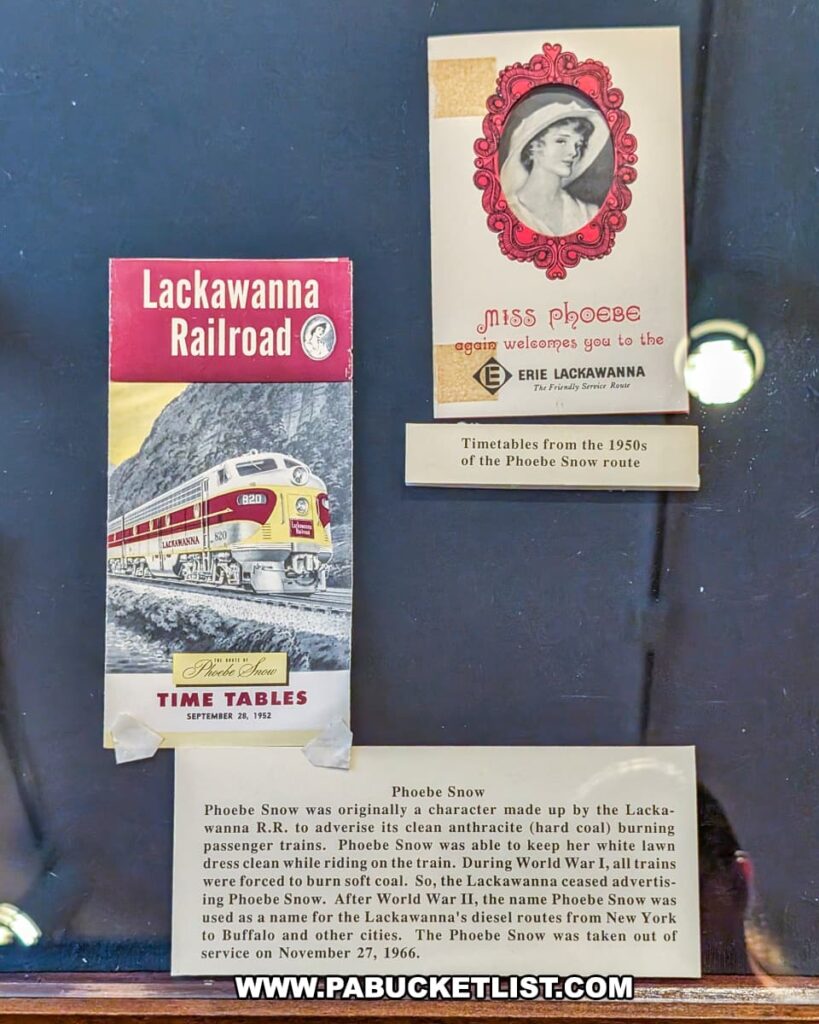 MISS PHOEBE
again welcomes you to the
E ERIE LACKAWANNA
The Friendly Service Route
Timetables from the 1950s
of the Phoebe Snow route
Lackawanna
Railroad
820
820
LACKAWANNA
Lackawanna
Railroad
THE ROUTE OF
Phoebe Snow
TIME TABLES
SEPTEMBER 28, 1952
Phoebe Snow
Phoebe Snow was originally a character made up by the Lacka-
wanna R.R. to adverise its clean anthracite (hard coal) burning
passenger trains. Phoebe Snow was able to keep her white lawn
dress clean while riding on the train. During World War I, all trains
were forced to burn soft coal. So, the Lackawanna ceased advertis-
ing Phoebe Snow. After World War II, the name Phoebe Snow was
used as a name for the Lackawanna's diesel routes from New York
to Buffalo and other cities. The Phoebe Snow was taken out of
service on November 27, 1966.
WWW.PABUCKETLIST.COM